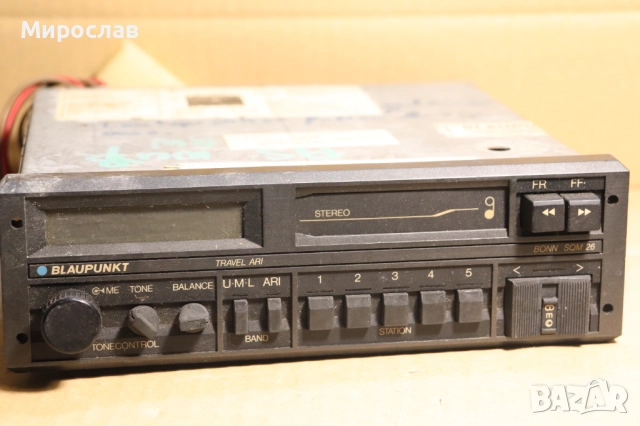 Мирослав
FR FF
STEREO
BLAUPUNKT
TRAVEL ARI
BONN SQM 26
ME TONE BALANCE
U·M·L ARI
1 2 3 4 5
< >
TONECONTROL
BAND
STATION
BAZAR